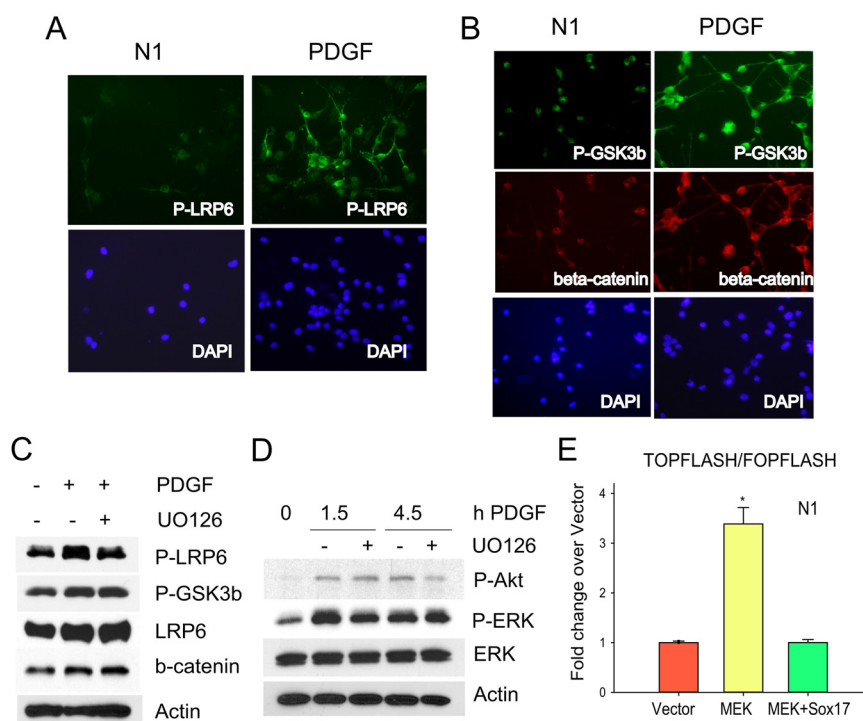 A
N1 PDGF
P-LRP6 P-LRP6
DAPI DAPI
B
N1 PDGF
P-GSK3b P-GSK3b
beta-catenin beta-catenin
DAPI DAPI
C
- + + PDGF
- - + UO126
P-LRP6
P-GSK3b
LRP6
b-catenin
Actin
D
0 1.5 4.5 h PDGF
- + - + UO126
P-Akt
P-ERK
ERK
Actin
E
TOPFLASH/FOPFLASH
N1
*
Fold change over Vector
4
3
2
1
0
Vector MEK MEK+Sox17